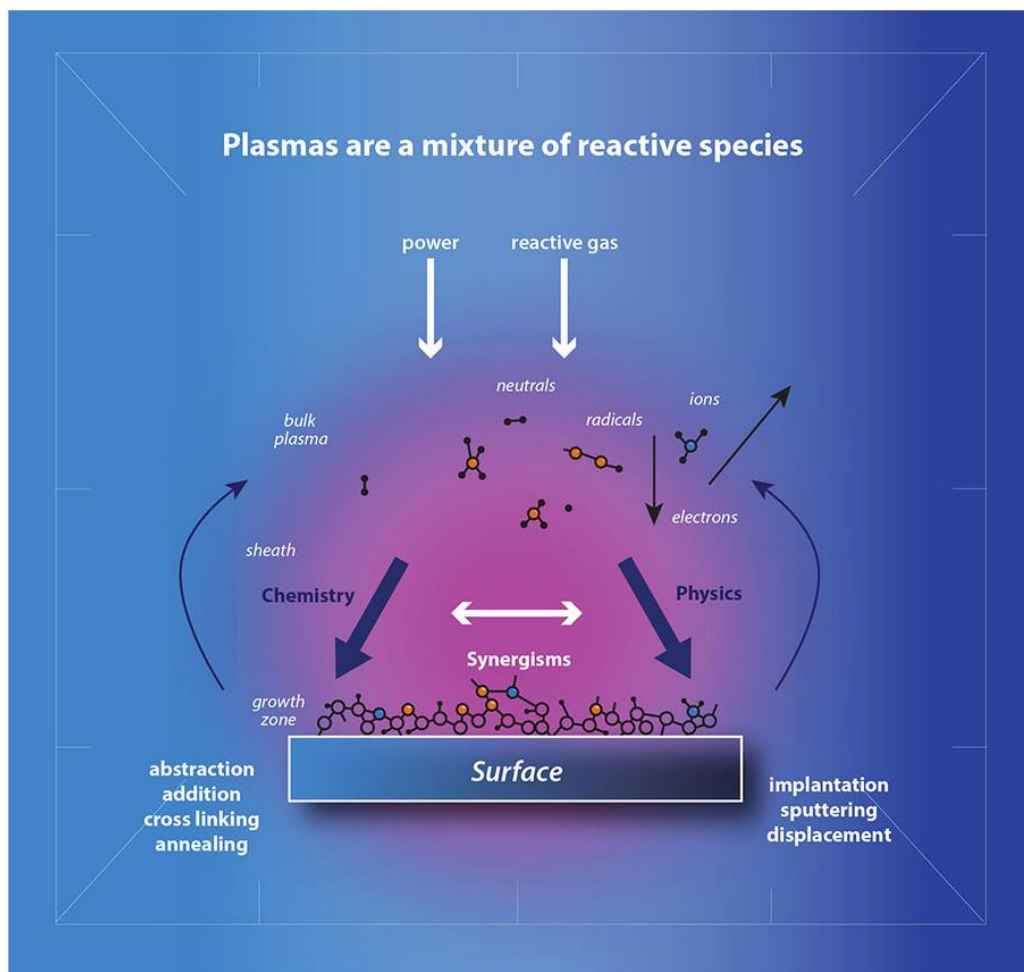 Plasmas are a mixture of reactive species
power
reactive gas
neutrals
ions
radicals
bulk
plasma
electrons
sheath
Chemistry
Physics
Synergisms
growth
zone
Surface
abstraction
addition
cross linking
annealing
implantation
sputtering
displacement